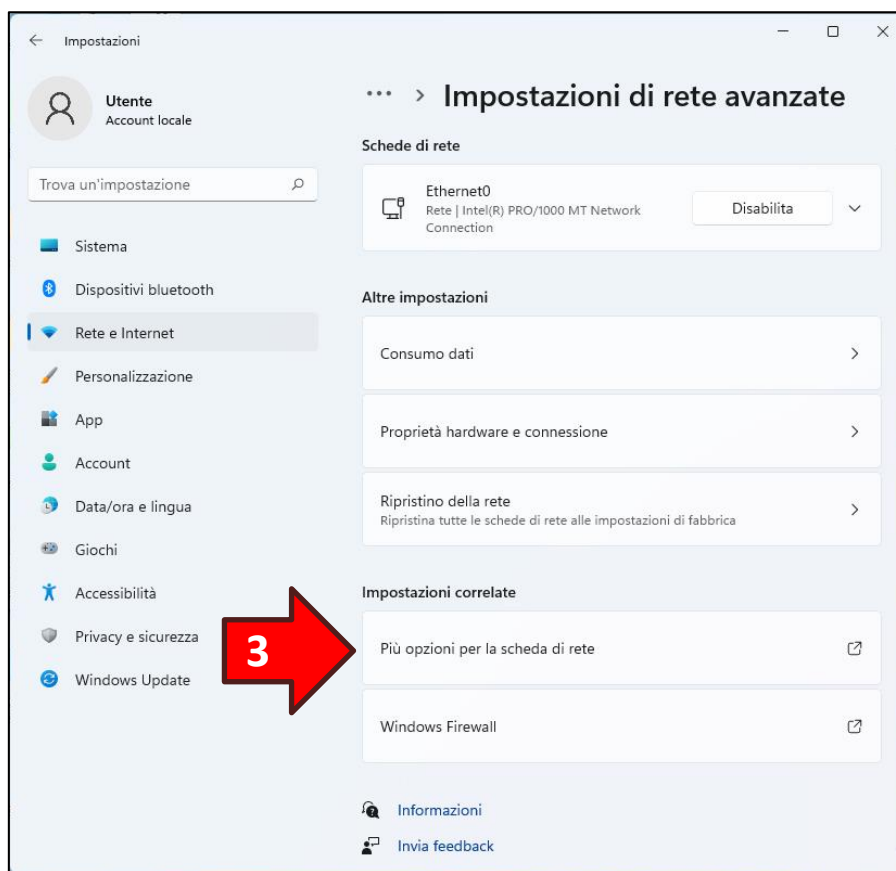 Impostazioni
Utente
Account locale
Trova un'impostazione
Sistema
Dispositivi bluetooth
Rete e Internet
Personalizzazione
App
Account
Data/ora e lingua
Giochi
Accessibilità
Privacy e sicurezza
Windows Update
3
··· > Impostazioni di rete avanzate
Schede di rete
Ethernet0
Rete | Intel(R) PRO/1000 MT Network
Connection
Disabilita
Altre impostazioni
Consumo dati
Proprietà hardware e connessione
Ripristino della rete
Ripristina tutte le schede di rete alle impostazioni di fabbrica
Impostazioni correlate
Più opzioni per la scheda di rete
Windows Firewall
Informazioni
Invia feedback